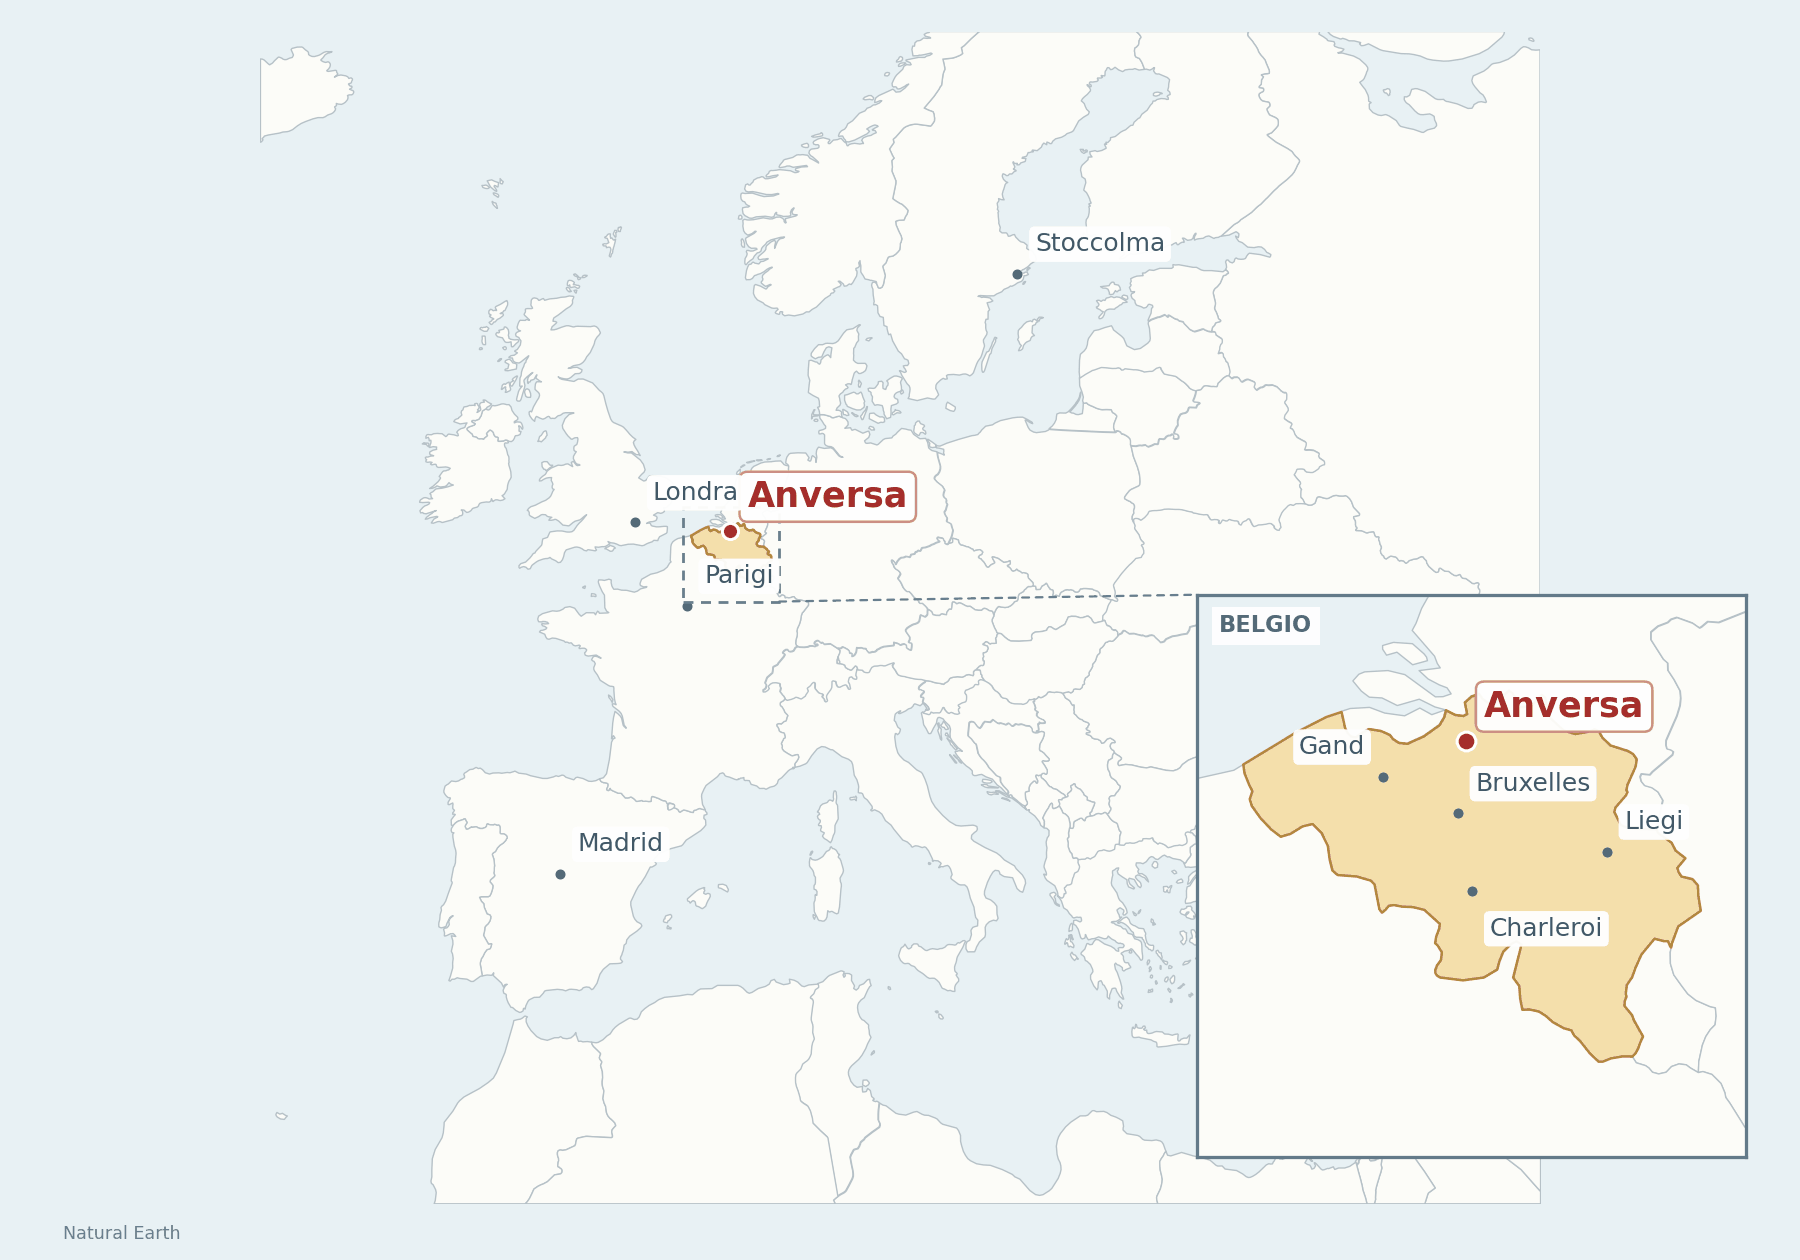 Stoccolma
Londra
Anversa
Parigi
Madrid
BELGIO
Anversa
Gand
Bruxelles
Liegi
Charleroi
Natural Earth